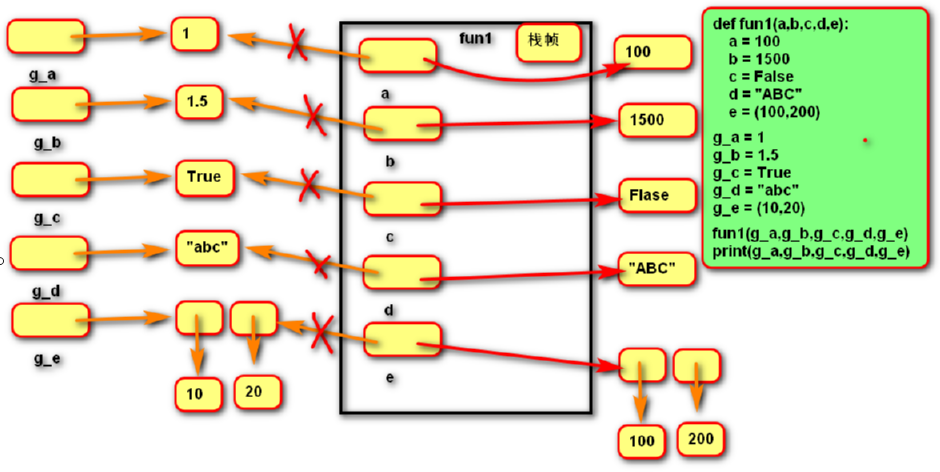 g_a
g_b
g_c
g_d
g_e
1
1.5
True
"abc"
10
20
fun1
栈帧
a
b
c
d
e
100
1500
Flase
"ABC"
100
200
def fun1(a,b,c,d,e):
a = 100
b = 1500
c = False
d = "ABC"
e = (100,200)
g_a = 1
g_b = 1.5
g_c = True
g_d = "abc"
g_e = (10,20)
fun1(g_a,g_b,g_c,g_d,g_e)
print(g_a,g_b,g_c,g_d,g_e)